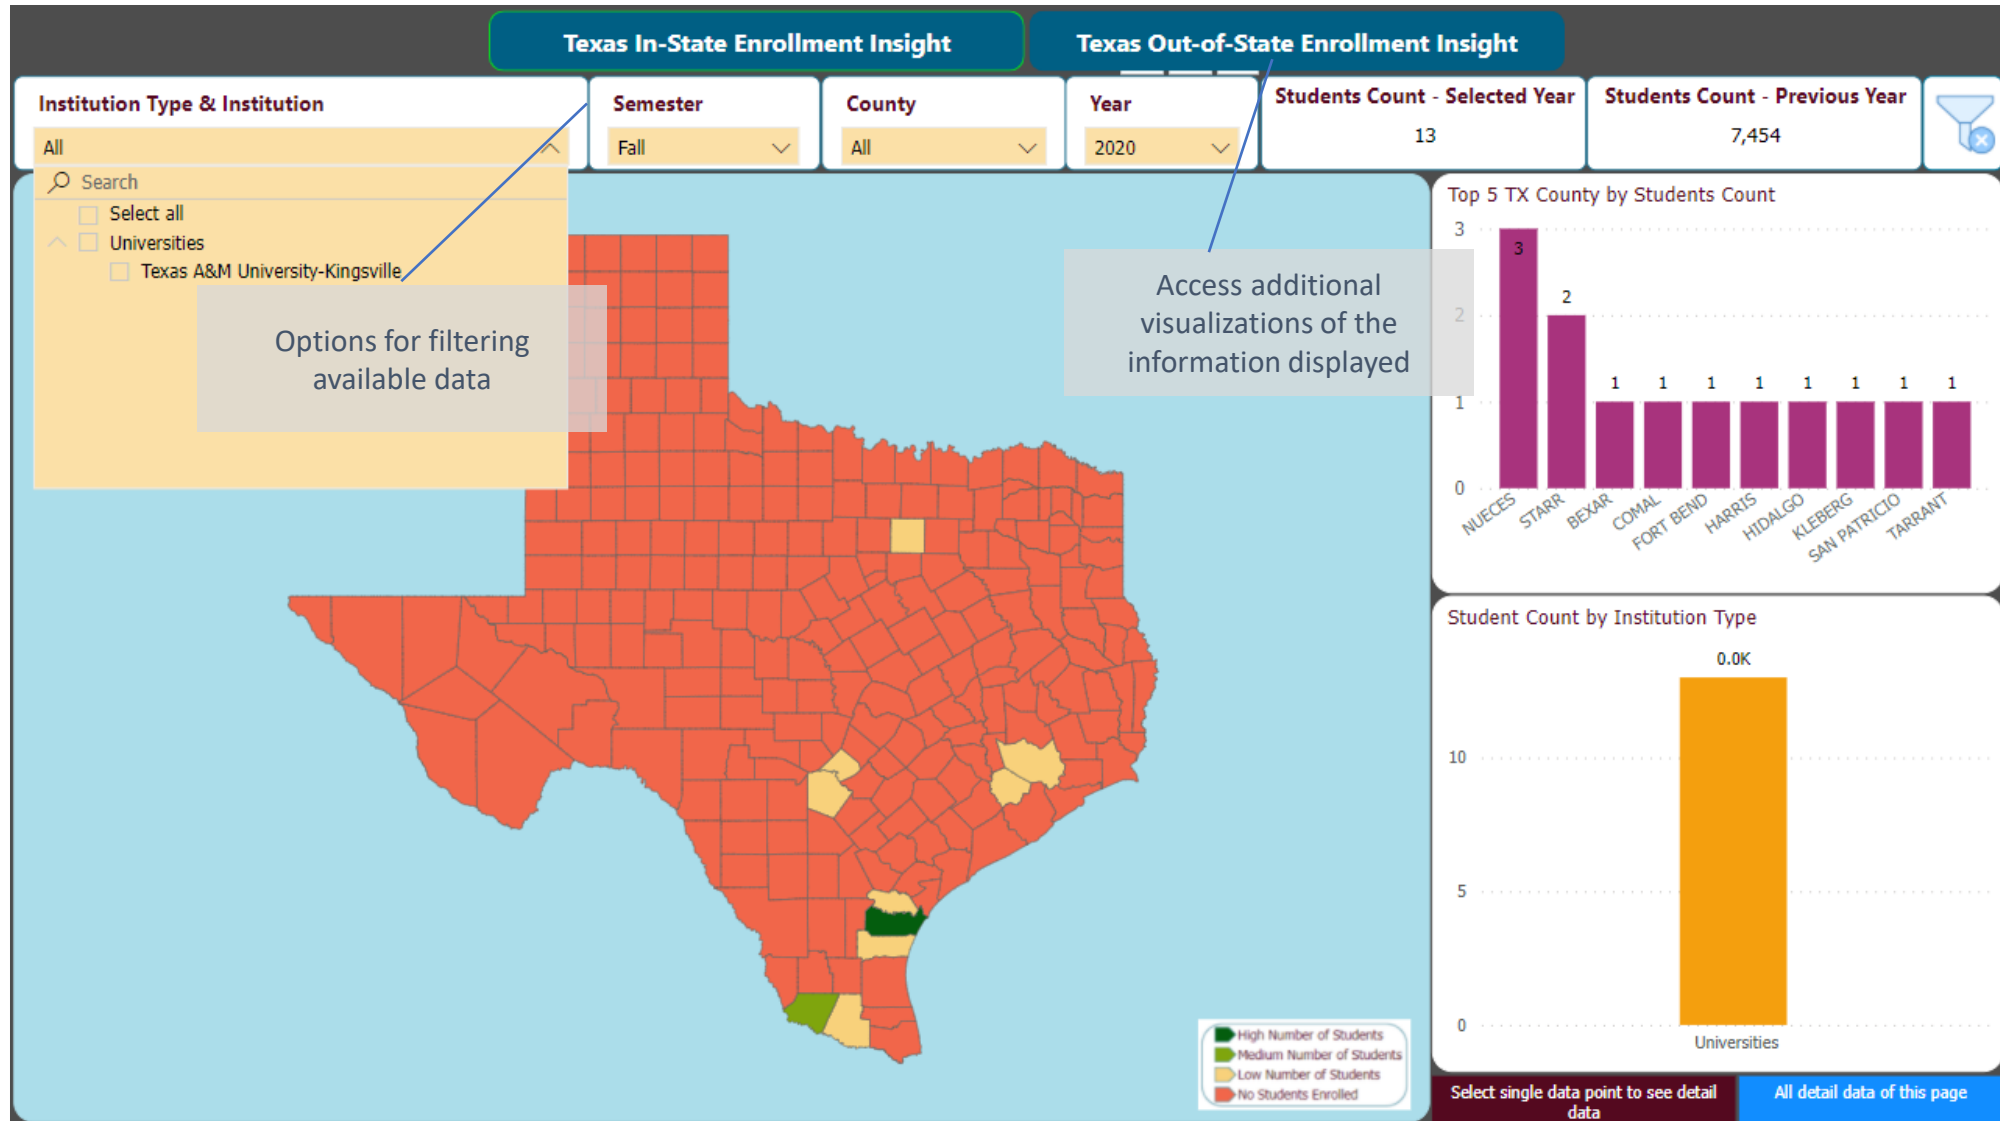 Texas In-State Enrollment Insight
Texas Out-of-State Enrollment Insight
Institution Type & Institution
All
Search
Select all
Universities
Texas A&M University-Kingsville
Semester
Fall
County
All
Year
2020
Students Count - Selected Year
13
Students Count - Previous Year
7,454
Options for filtering
available data
Access additional
visualizations of the
information displayed
High Number of Students
Medium Number of Students
Low Number of Students
No Students Enrolled
Top 5 TX County by Students Count
3
2
1
0
3
2
1
1
1
1
1
1
1
1
NUECES
STARR
BEXAR
COMAL
FORT BEND
HARRIS
HIDALGO
KLEBERG
SAN PATRICIO
TARRANT
Student Count by Institution Type
0.0K
10
5
0
Universities
Select single data point to see detail
data
All detail data of this page